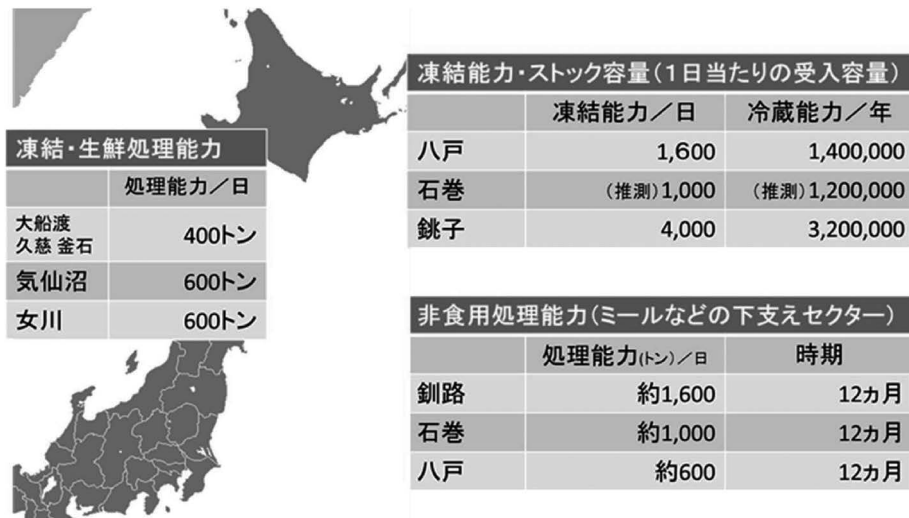 凍結・生鮮処理能力
処理能力／日
大船渡
久慈 釜石 400トン
気仙沼 600トン
女川 600トン
凍結能力・ストック容量（１日当たりの受入容量）
凍結能力／日 冷蔵能力／年
八戸 1,600 1,400,000
石巻 （推測）1,000 （推測）1,200,000
銚子 4,000 3,200,000
非食用処理能力（ミールなどの下支えセクター）
処理能力（トン）／日 時期
釧路 約1,600 12ヵ月
石巻 約1,000 12ヵ月
八戸 約600 12ヵ月